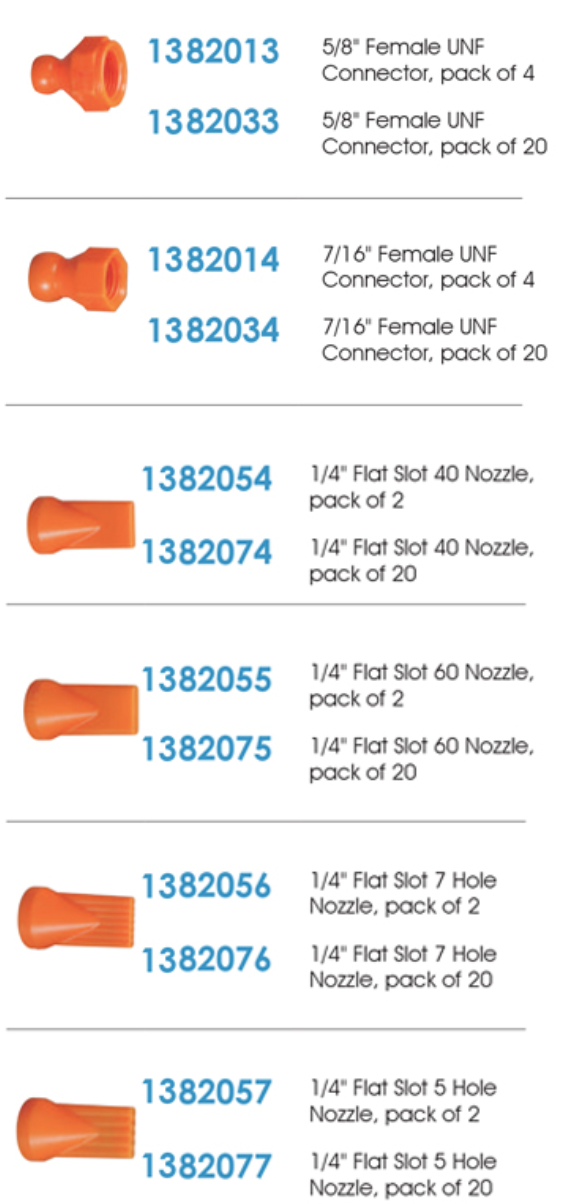 1382013
5/8" Female UNF
Connector, pack of 4
1382033
5/8" Female UNF
Connector, pack of 20
1382014
7/16" Female UNF
Connector, pack of 4
1382034
7/16" Female UNF
Connector, pack of 20
1382054
1/4" Flat Slot 40 Nozzle,
pack of 2
1382074
1/4" Flat Slot 40 Nozzle,
pack of 20
1382055
1/4" Flat Slot 60 Nozzle,
pack of 2
1382075
1/4" Flat Slot 60 Nozzle,
pack of 20
1382056
1/4" Flat Slot 7 Hole
Nozzle, pack of 2
1382076
1/4" Flat Slot 7 Hole
Nozzle, pack of 20
1382057
1/4" Flat Slot 5 Hole
Nozzle, pack of 2
1382077
1/4" Flat Slot 5 Hole
Nozzle, pack of 20